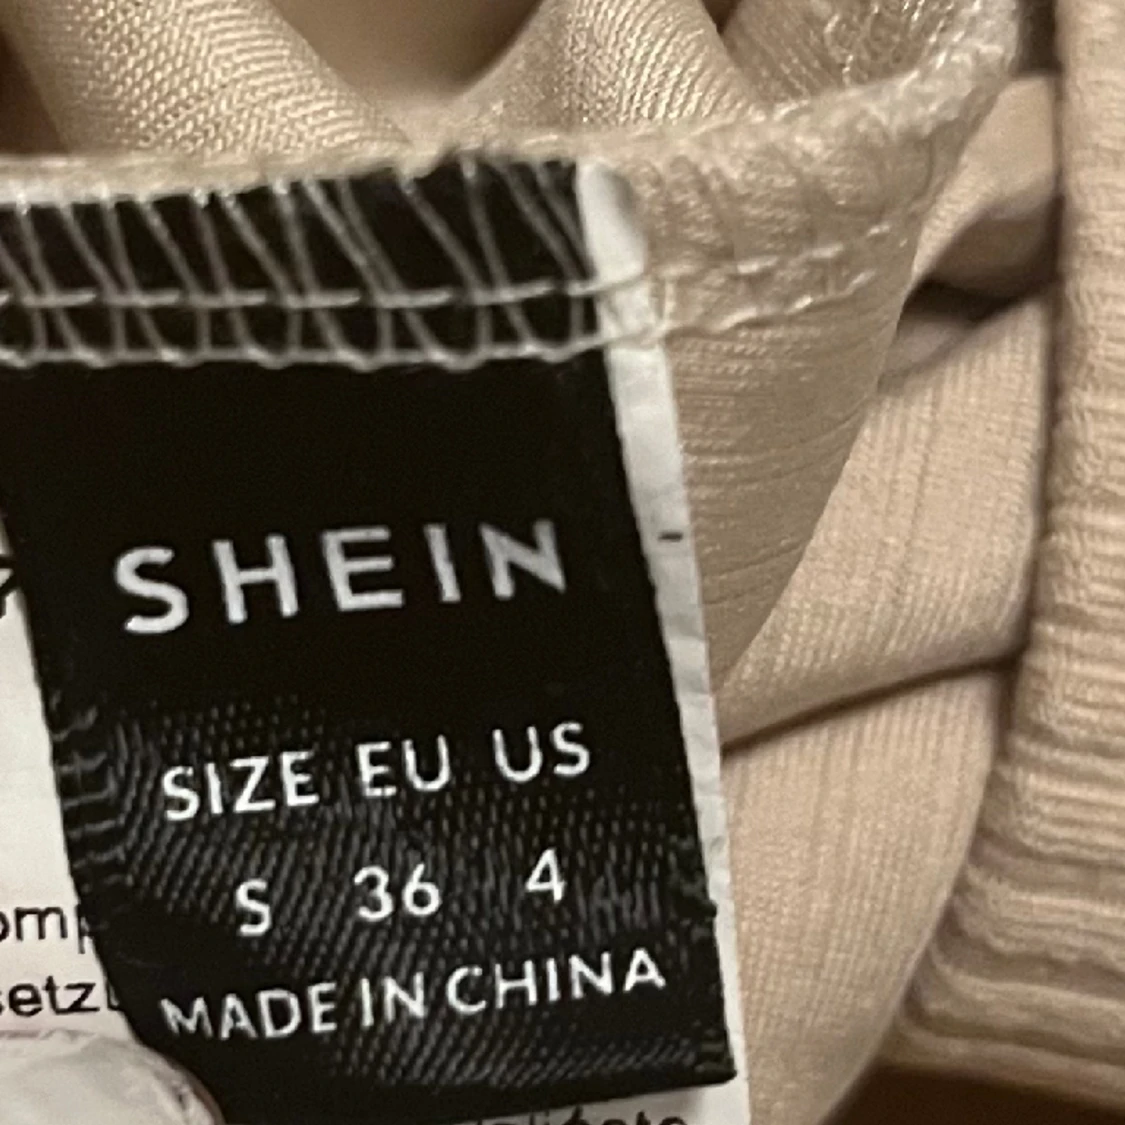 SHEIN
SIZE EU US
S 36 4
MADE IN CHINA